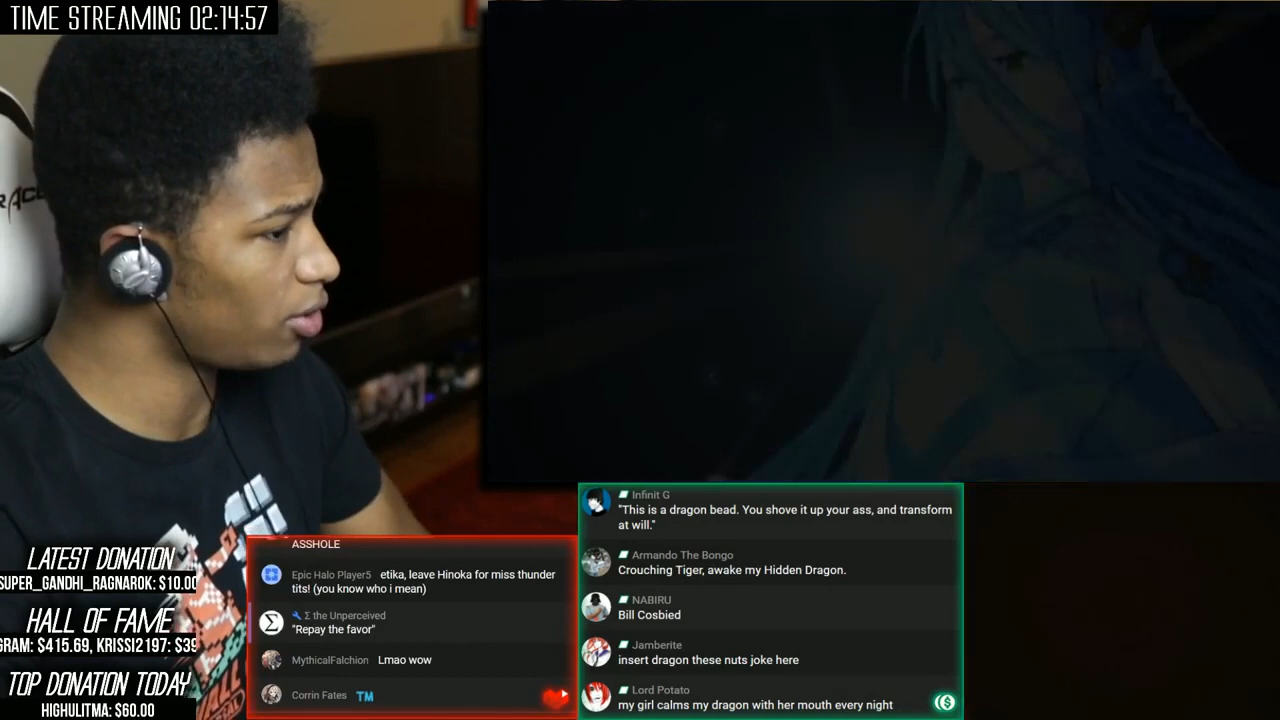 TIME STREAMING 02:14:57
RACE
LATEST DONATION
SUPER_GANDHI_RAGNAROK: $10.00
HALL OF FAME
GRAM: $415.69, KRISSI2197: $39
TOP DONATION TODAY
HIGHULITMA: $60.00
ASSHOLE
Epic Halo Player5 etika, leave Hinoka for miss thunder
tits! (you know who i mean)
Σ the Unperceived
"Repay the favor"
MythicalFalchion Lmao wow
Corrin Fates TM
Infinit G
"This is a dragon bead. You shove it up your ass, and transform
at will."
Armando The Bongo
Crouching Tiger, awake my Hidden Dragon.
NABIRU
Bill Cosbied
Jamberite
insert dragon these nuts joke here
Lord Potato
my girl calms my dragon with her mouth every night